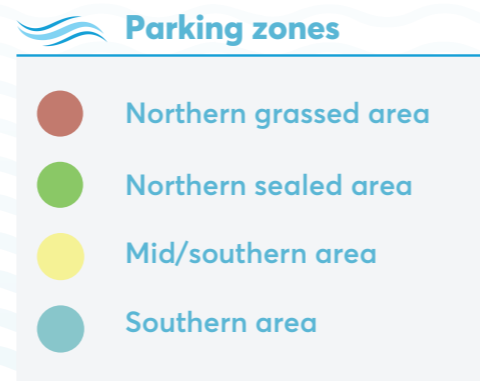 Parking zones
Northern grassed area
Northern sealed area
Mid/southern area
Southern area